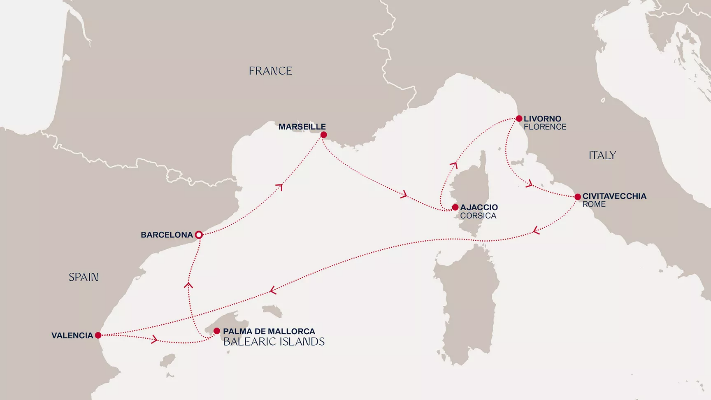 FRANCE
MARSEILLE
LIVORNO
FLORENCE
ITALY
CIVITAVECCHIA
ROME
AJACCIO
CORSICA
BARCELONA
SPAIN
VALENCIA
PALMA DE MALLORCA
BALEARIC ISLANDS